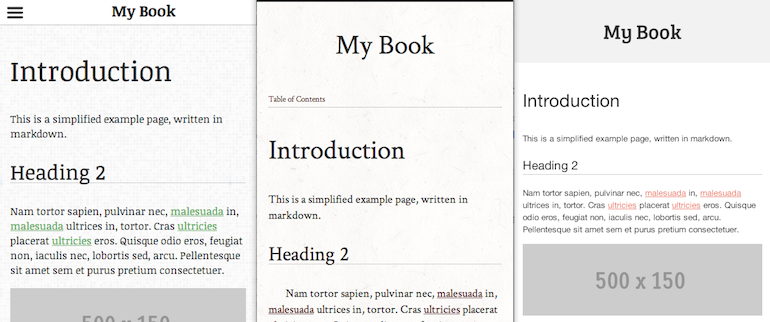 My Book
Introduction
This is a simplified example page, written in
markdown.
Heading 2
Nam tortor sapien, pulvinar nec, malesuada in,
malesuada ultrices in, tortor. Cras ultricies
placerat ultricies eros. Quisque odio eros, feugiat
non, iaculis nec, lobortis sed, arcu. Pellentesque
sit amet sem et purus pretium consectetuer.
500 x 150
My Book
Table of Contents
Introduction
This is a simplified example page, written in
markdown.
Heading 2
Nam tortor sapien, pulvinar nec, malesuada in,
malesuada ultrices in, tortor. Cras ultricies placerat
My Book
Introduction
This is a simplified example page, written in markdown.
Heading 2
Nam tortor sapien, pulvinar nec, malesuada in, malesuada
ultrices in, tortor. Cras ultricies placerat ultricies eros. Quisque
odio eros, feugiat non, iaculis nec, lobortis sed, arcu.
Pellentesque sit amet sem et purus pretium consectetuer.
500 x 150